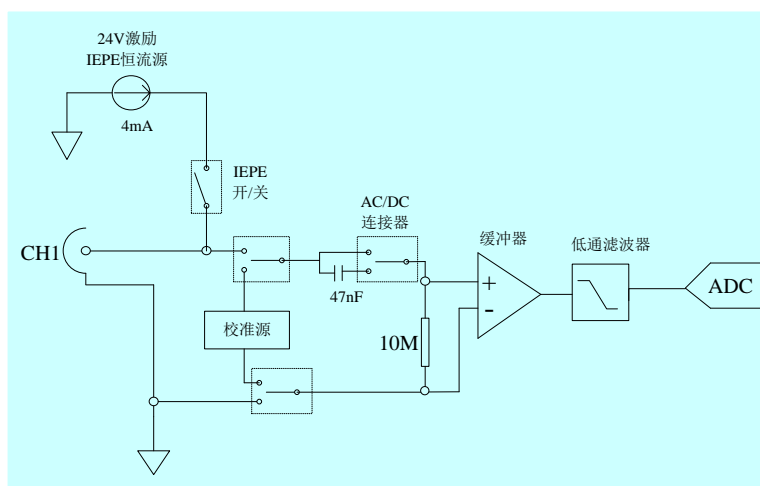 24V激励
IEPE恒流源
4mA
IEPE
开/关
AC/DC
连接器
缓冲器
低通滤波器
CH1
47nF
+
-
ADC
校准源
10M